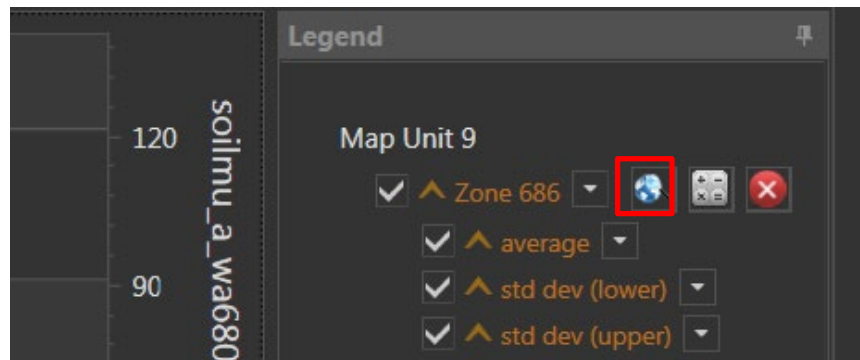 Legend
120
90
soilmu_a_wa680
Map Unit 9
Zone 686
average
std dev (lower)
std dev (upper)